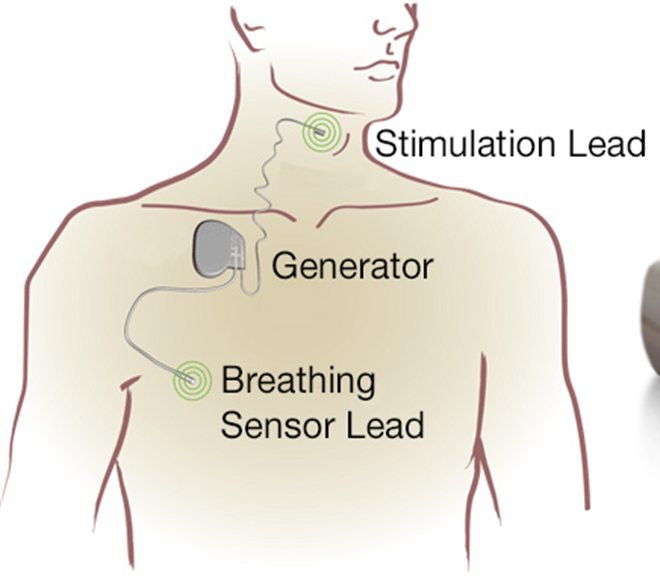 Stimulation Lead
Generator
Breathing
Sensor Lead